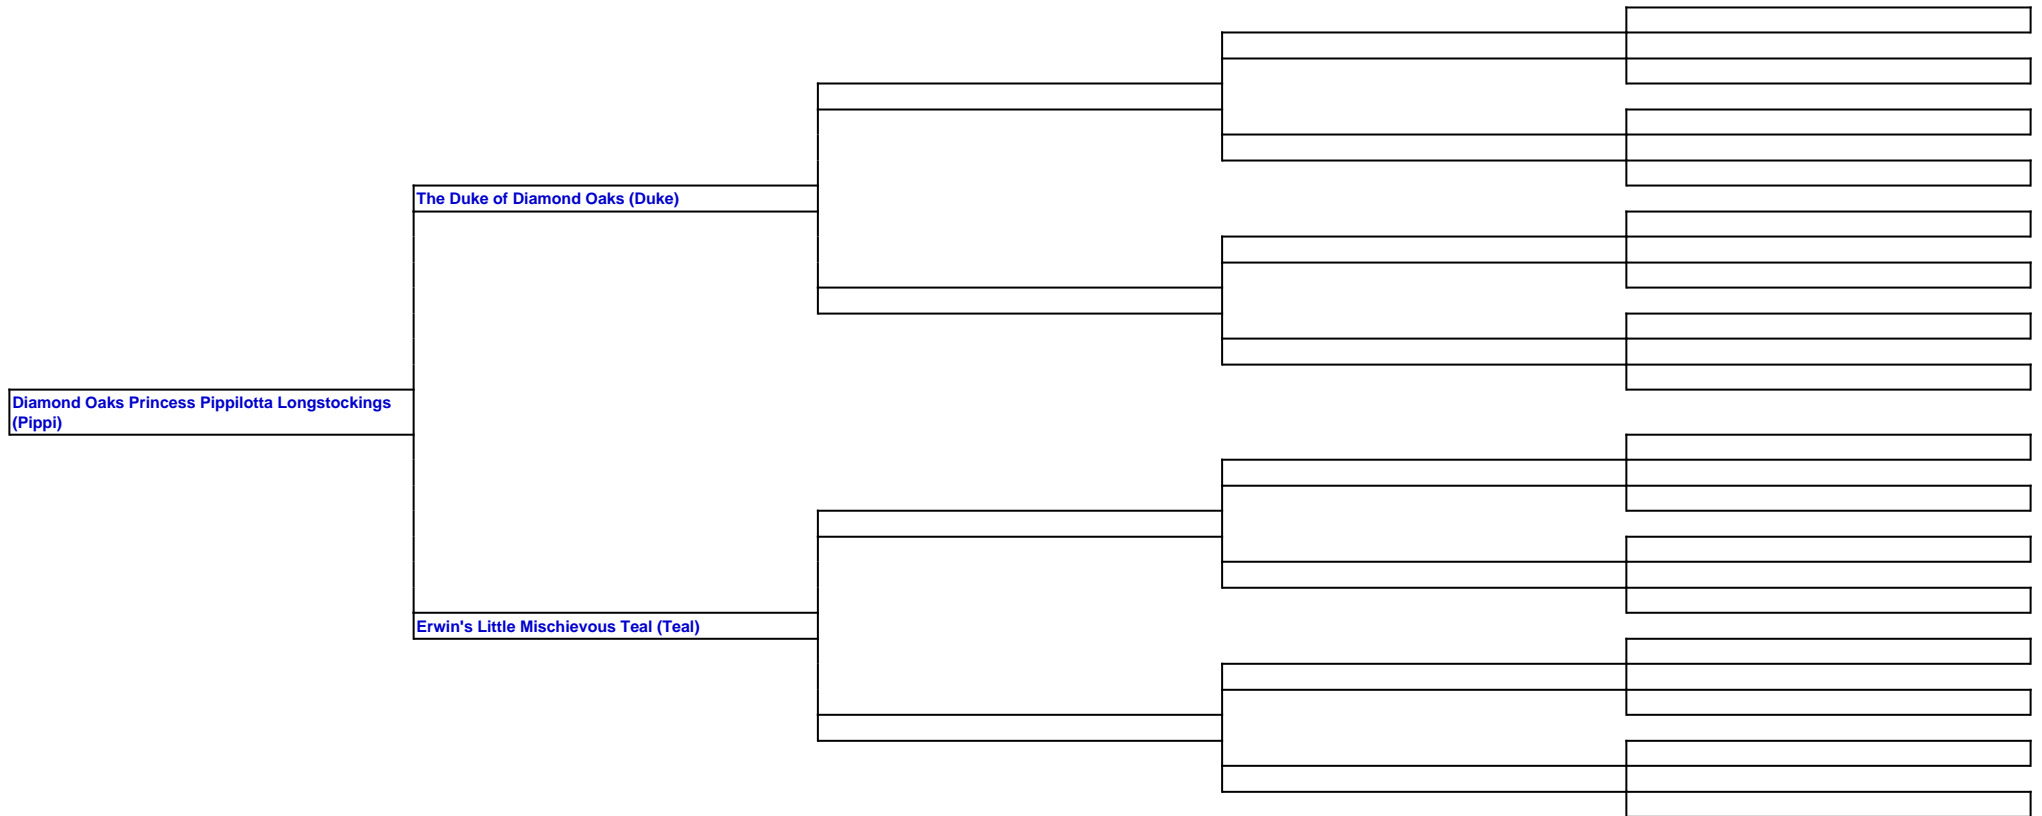 The Duke of Diamond Oaks (Duke)
Diamond Oaks Princess Pippilotta Longstockings
(Pippi)
Erwin's Little Mischievous Teal (Teal)